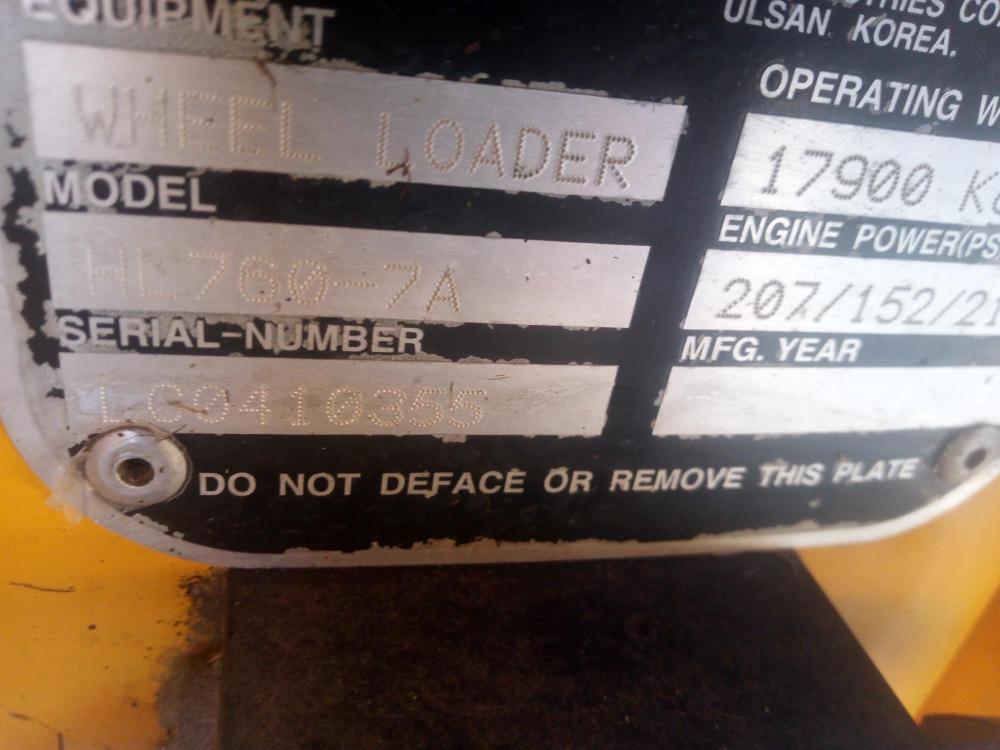 EQUIPMENT
WHEEL LOADER
MODEL
HL760-7A
SERIAL-NUMBER
LG0410355
ULSAN, KOREA.
OPERATING
17900
ENGINE POWER(PS
207/152/21
MFG. YEAR
DO NOT DEFACE OR REMOVE THIS PLATE